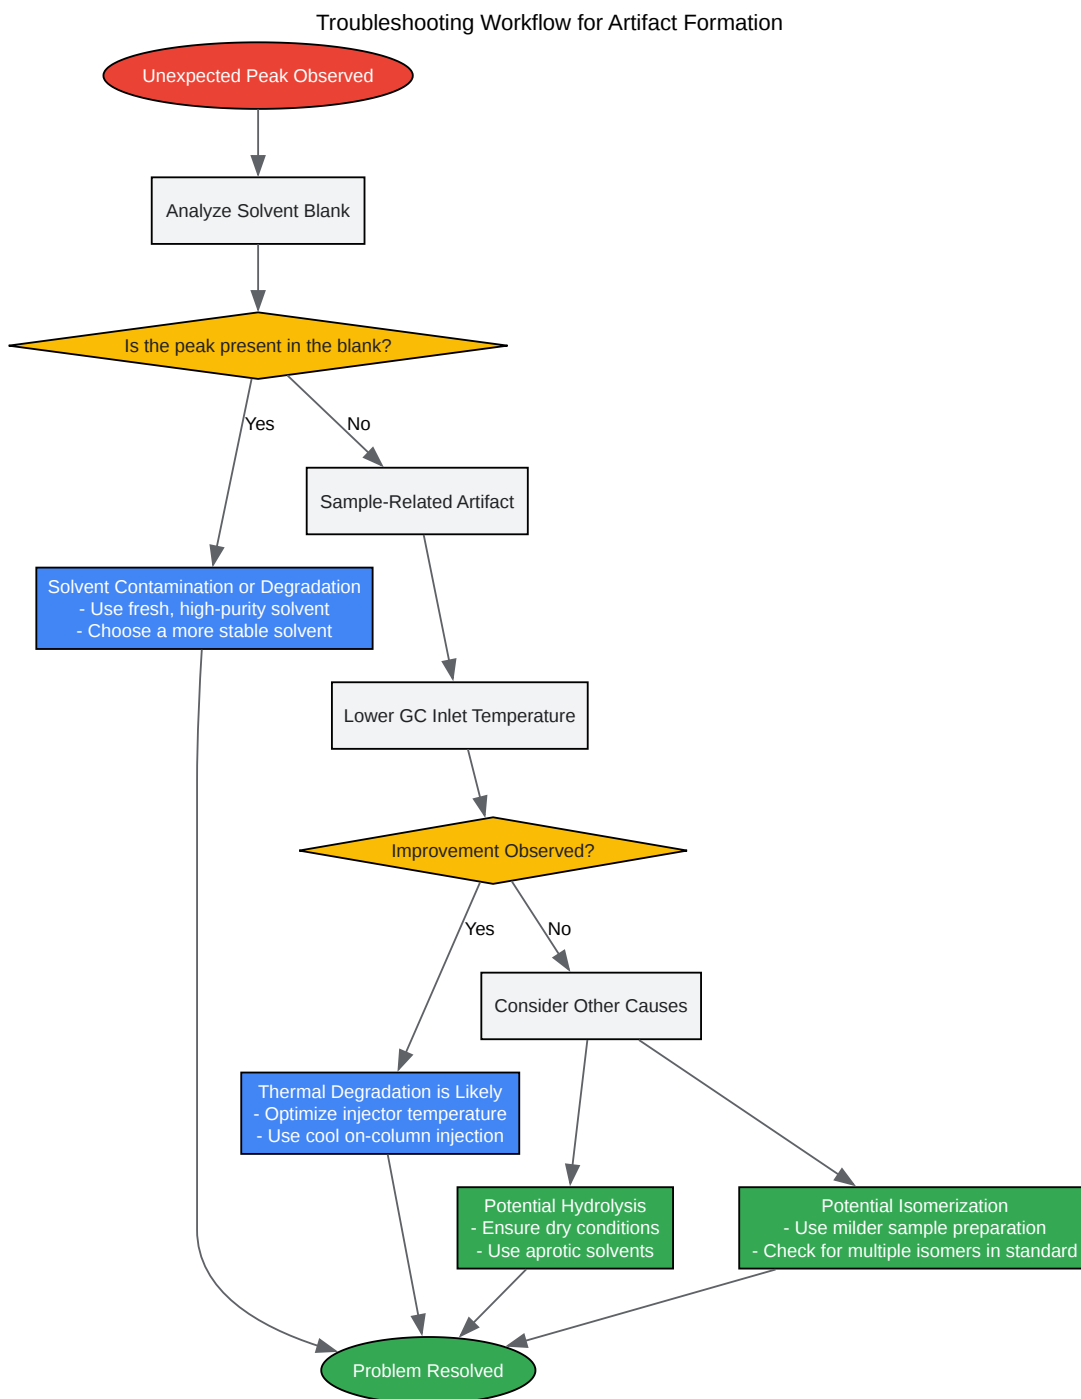 Troubleshooting Workflow for Artifact Formation
Unexpected Peak Observed
Analyze Solvent Blank
Is the peak present in the blank?
Yes
No
Sample-Related Artifact
Solvent Contamination or Degradation
- Use fresh, high-purity solvent
- Choose a more stable solvent
Lower GC Inlet Temperature
Improvement Observed?
Yes
No
Consider Other Causes
Thermal Degradation is Likely
- Optimize injector temperature
- Use cool on-column injection
Potential Hydrolysis
- Ensure dry conditions
- Use aprotic solvents
Potential Isomerization
- Use milder sample preparation
- Check for multiple isomers in standard
Problem Resolved